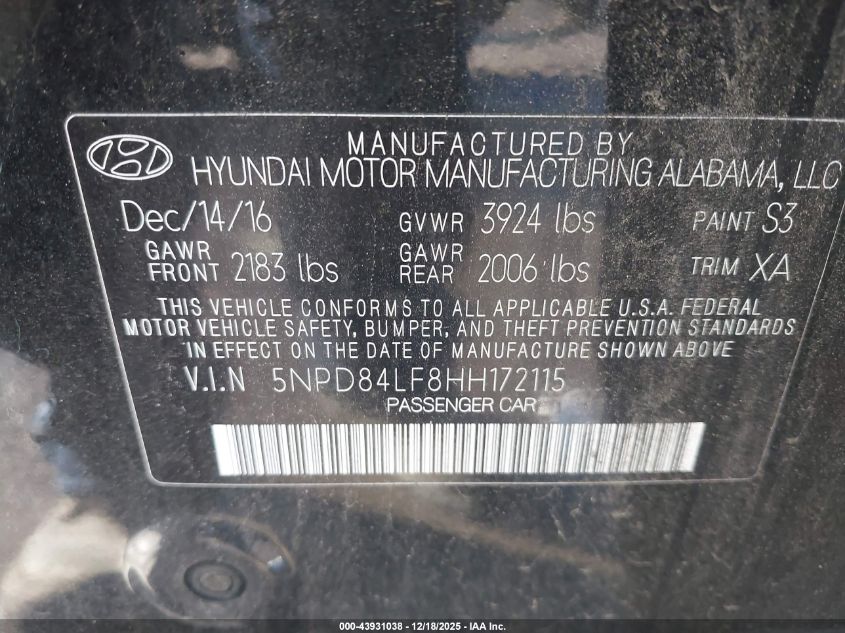 MANUFACTURED BY
HYUNDAI MOTOR MANUFACTURING ALABAMA, LLC
Dec/14/16 GVWR 3924 lbs PAINT S3
GAWR FRONT 2183 lbs GAWR REAR 2006 lbs TRIM XA
THIS VEHICLE CONFORMS TO ALL APPLICABLE U.S.A. FEDERAL
MOTOR VEHICLE SAFETY, BUMPER, AND THEFT PREVENTION STANDARDS
IN EFFECT ON THE DATE OF MANUFACTURE SHOWN ABOVE
V.I.N 5NPD84LF8HH172115
PASSENGER CAR
000-43931038 - 12/18/2025 - IAA Inc.